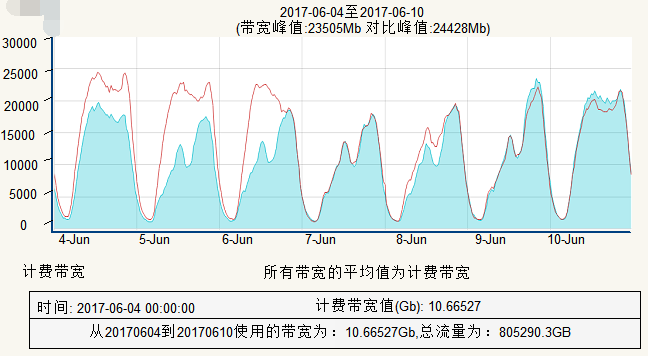 2017-06-04至2017-06-10
(带宽峰值:23505Mb 对比峰值:24428Mb)
30000
25000
20000
15000
10000
5000
0
4-Jun 5-Jun 6-Jun 7-Jun 8-Jun 9-Jun 10-Jun
计费带宽 所有带宽的平均值为计费带宽
时间: 2017-06-04 00:00:00 计费带宽值(Gb): 10.66527
从20170604到20170610使用的带宽为：10.66527Gb,总流量为：805290.3GB